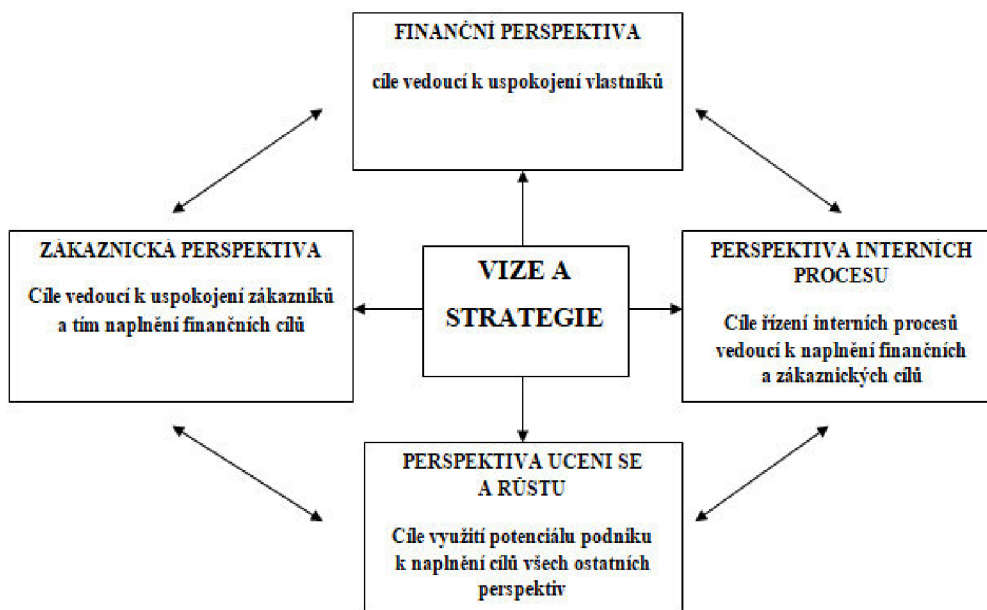 FINANČNÍ PERSPEKTIVA
cíle vedoucí k uspokojení vlastníků
ZÁKAZNICKÁ PERSPEKTIVA
Cíle vedoucí k uspokojení zákazníků
a tím naplnění finančních cílů
VIZE A
STRATEGIE
PERSPEKTIVA INTERNÍCH
PROCESU
Cíle řízení interních procesů
vedoucí k naplnění finančních
a zákaznických cílů
PERSPEKTIVA UCENI SE
A RŮSTU
Cíle využití potenciálu podniku
k naplnění cílů všech ostatních
perspektiv